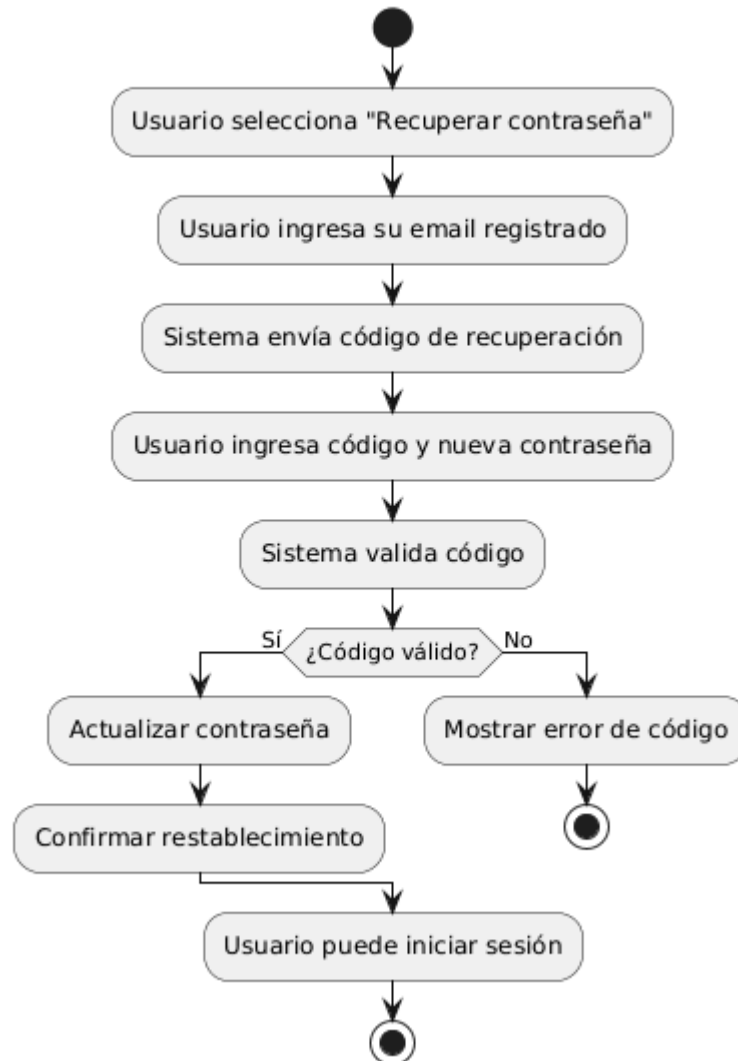 Usuario selecciona "Recuperar contraseña"
Usuario ingresa su email registrado
Sistema envía código de recuperación
Usuario ingresa código y nueva contraseña
Sistema valida código
Sí
¿Código válido?
No
Actualizar contraseña
Mostrar error de código
Confirmar restablecimiento
Usuario puede iniciar sesión